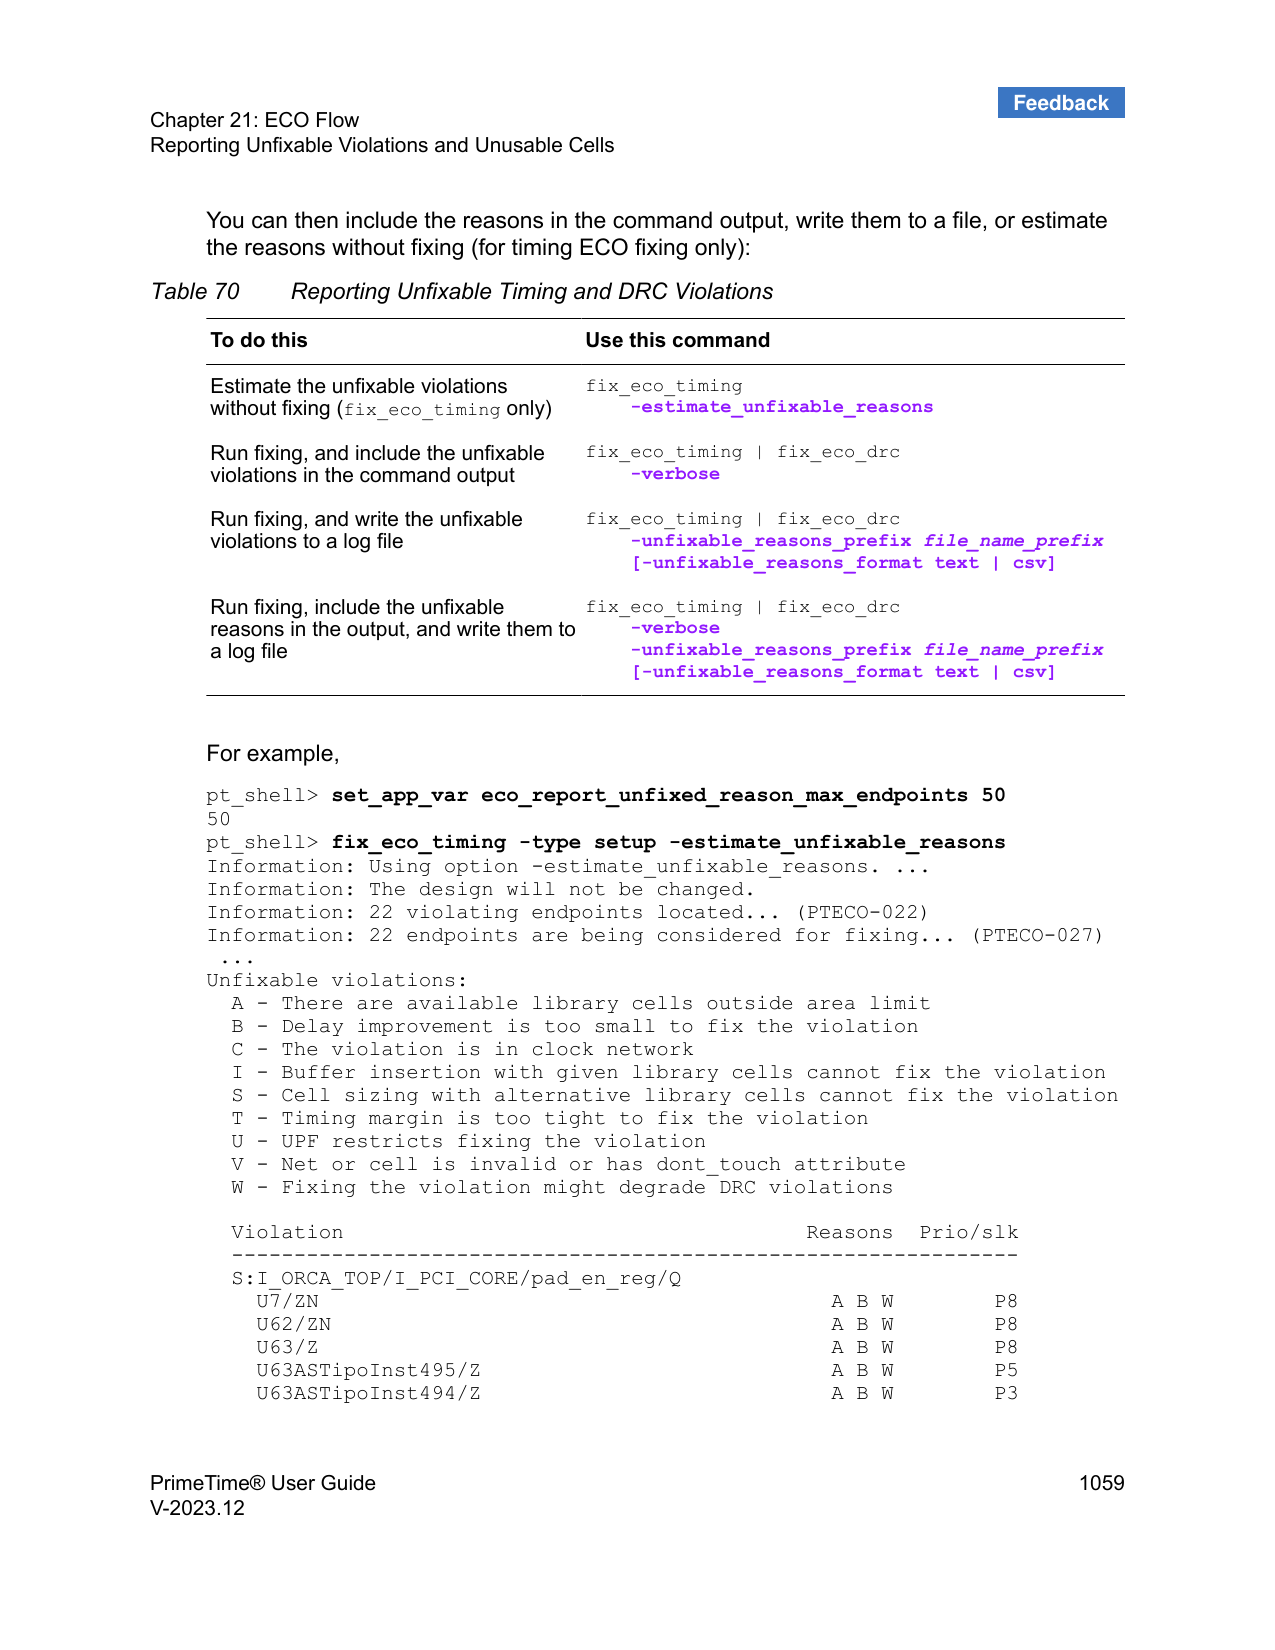 Feedback
Chapter 21: ECO Flow
Reporting Unfixable Violations and Unusable Cells
You can then include the reasons in the command output, write them to a file, or estimate
the reasons without fixing (for timing ECO fixing only):
Table 70 Reporting Unfixable Timing and DRC Violations
To do this Use this command
Estimate the unfixable violations fix_eco_timing
without fixing (fix_eco_timing only) -estimate_unfixable_reasons
Run fixing, and include the unfixable fix_eco_timing | fix_eco_drc
violations in the command output -verbose
Run fixing, and write the unfixable fix_eco_timing | fix_eco_drc
violations to a log file -unfixable_reasons_prefix file_name_prefix
[-unfixable_reasons_format text | csv]
Run fixing, include the unfixable fix_eco_timing | fix_eco_drc
reasons in the output, and write them to -verbose
a log file -unfixable_reasons_prefix file_name_prefix
[-unfixable_reasons_format text | csv]
For example,
pt_shell> set_app_var eco_report_unfixed_reason_max_endpoints 50
50
pt_shell> fix_eco_timing -type setup -estimate_unfixable_reasons
Information: Using option -estimate_unfixable_reasons. ...
Information: The design will not be changed.
Information: 22 violating endpoints located... (PTECO-022)
Information: 22 endpoints are being considered for fixing... (PTECO-027)
...
Unfixable violations:
A - There are available library cells outside area limit
B - Delay improvement is too small to fix the violation
C - The violation is in clock network
I - Buffer insertion with given library cells cannot fix the violation
S - Cell sizing with alternative library cells cannot fix the violation
T - Timing margin is too tight to fix the violation
U - UPF restricts fixing the violation
V - Net or cell is invalid or has dont_touch attribute
W - Fixing the violation might degrade DRC violations
Violation Reasons Prio/slk
---------------------------------------------------------------
S:I_ORCA_TOP/I_PCI_CORE/pad_en_reg/Q
U7/ZN A B W P8
U62/ZN A B W P8
U63/Z A B W P8
U63ASTipoInst495/Z A B W P5
U63ASTipoInst494/Z A B W P3
PrimeTime® User Guide 1059
V-2023.12